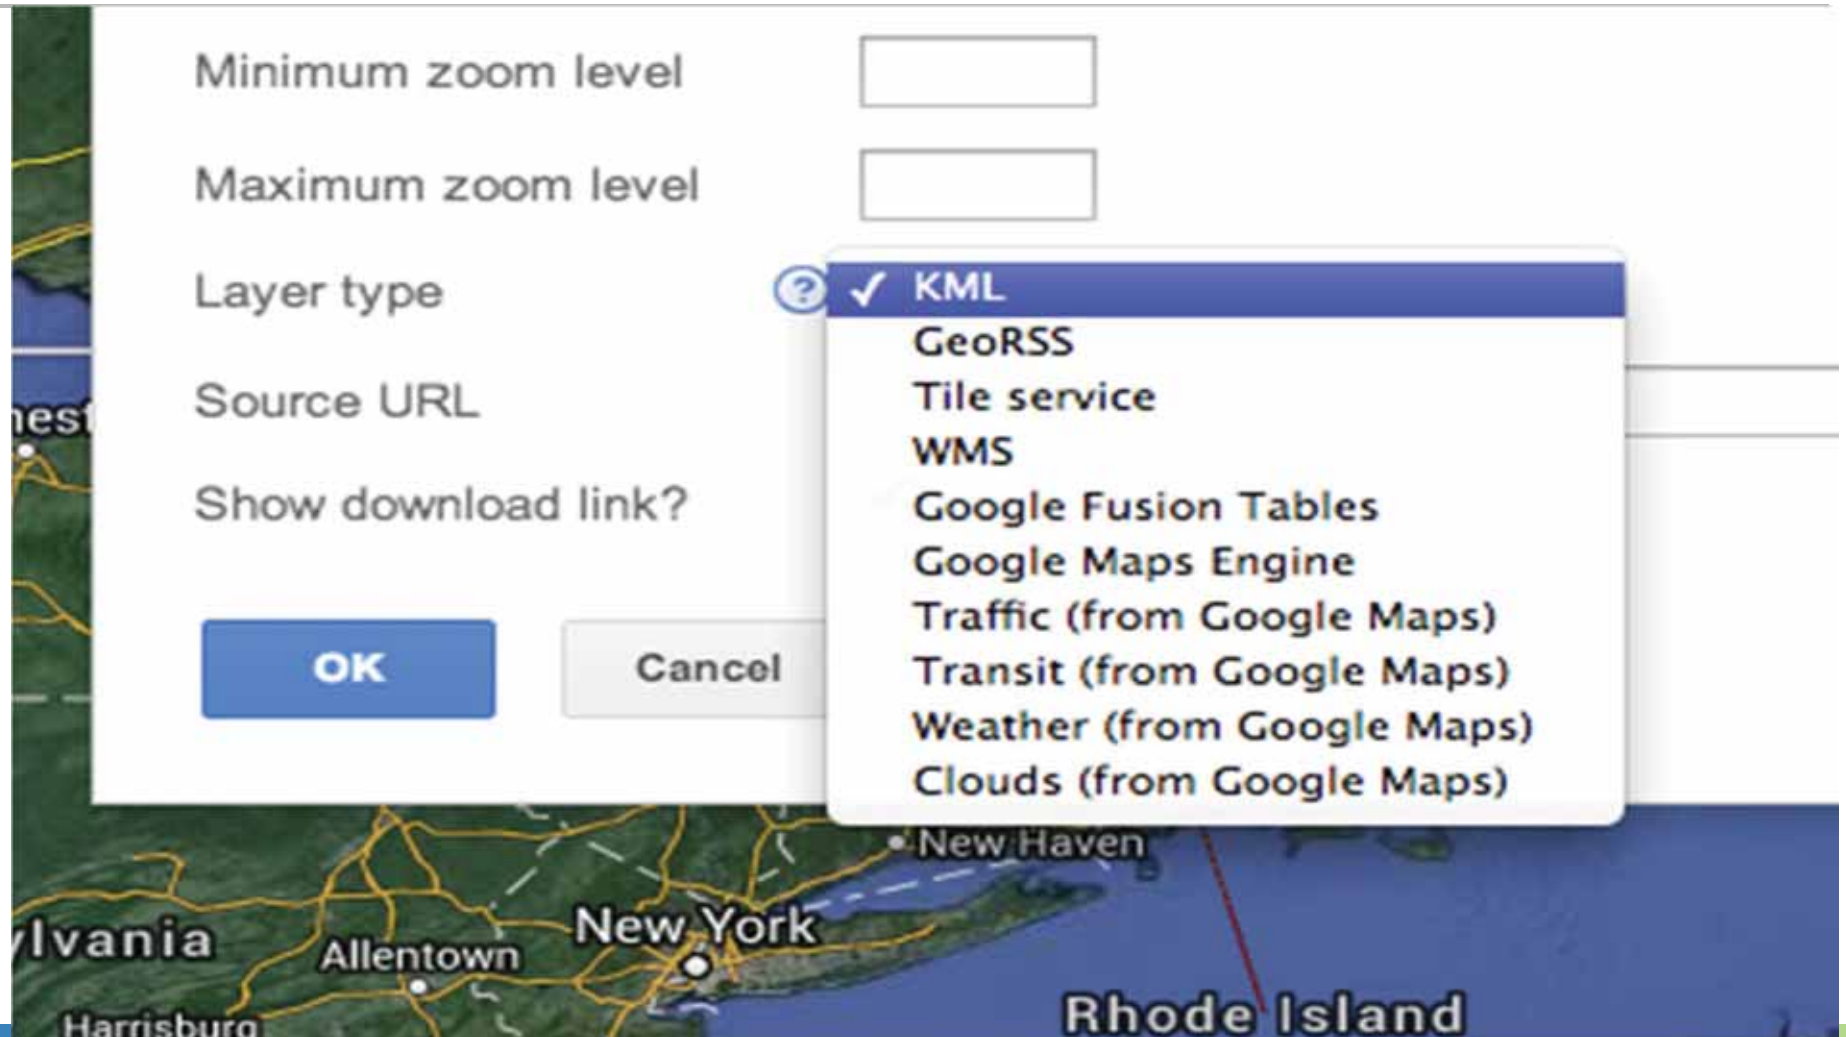 Minimum zoom level
Maximum zoom level
Layer type ? ✓ KML
GeoRSS
Tile service
Source URL
WMS
Google Fusion Tables
Show download link?
Google Maps Engine
Traffic (from Google Maps)
Transit (from Google Maps)
Weather (from Google Maps)
Clouds (from Google Maps)
OK Cancel
New Haven
New York
ylvania
Allentown
Rhode Island
Harrisburg